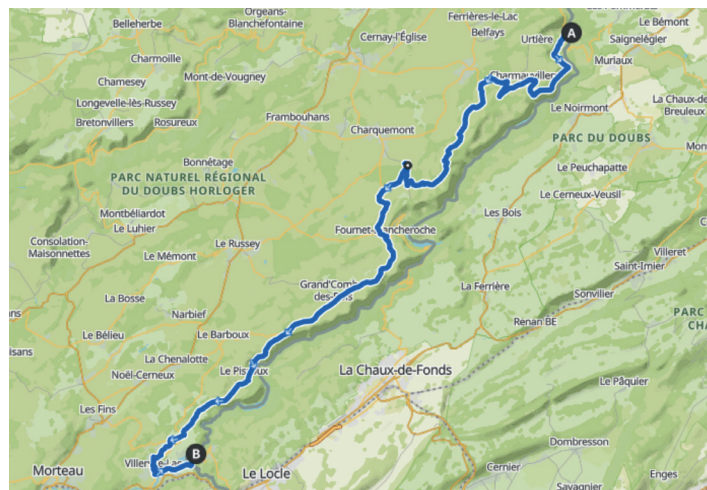 Orgeans-
Blanchefontaine
Belleherbe
Ferrières-le-Lac
Le Bémont
Cernay-l'Église
Belfays
Urtière
A
Saignelégier
Charmoille
Muriaux
Mont-de-Vougney
Chamesey
Charmauvillers
Longevelle-lès-Russey
Le Noirmont
La Chaux-de
Breuleux
Bretonvillers
Rosureux
Frambouhans
Charquemont
PARC DU DOUBS
Mon
Bonnétage
Le Peuchapatte
PARC NATUREL RÉGIONAL
DU DOUBS HORLOGER
Le Cerneux-Veusil
Montbéliardot
Les Bois
Le Luhier
Consolation-
Maisonnettes
Le Russey
Le Mémont
Villeret
Saint-Imier
La Bosse
Grand'Comb
La Ferrière
Sonvilier
PARC
CHA
Narbief
Renan BE
Le Bélieu
Le Barboux
isans
La Chenalotte
Noël-Cerneux
La Chaux-de-Fonds
Le Pâquier
Les Fins
B
Dombresson
Morteau
Le Locle
Cernier
Enges
Savagnier